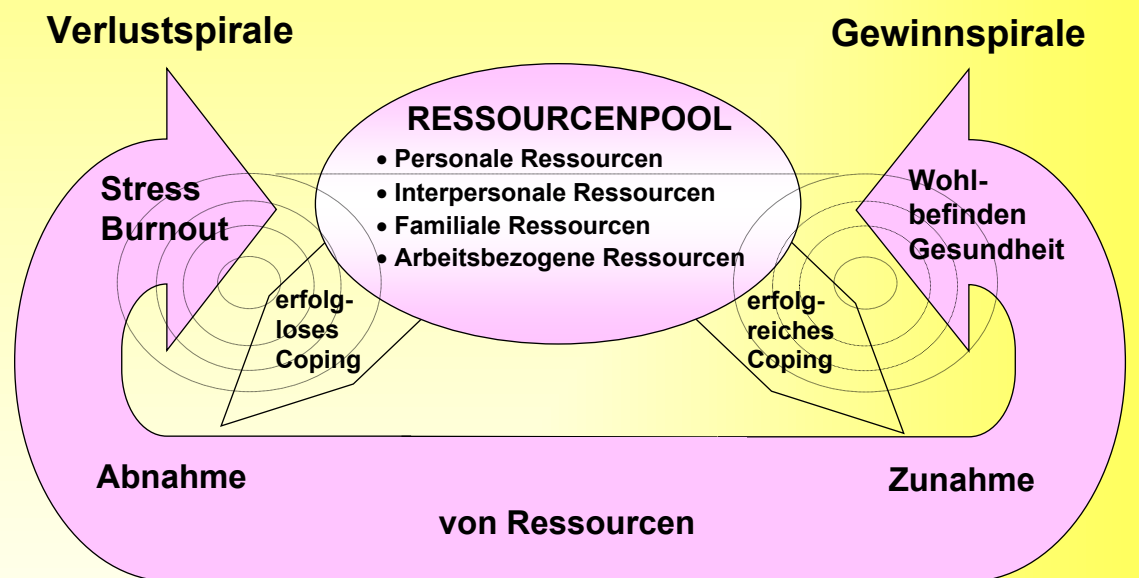 Verlustspirale
Gewinnspirale
RESSOURCENPOOL
• Personale Ressourcen
• Interpersonale Ressourcen
• Familiale Ressourcen
• Arbeitsbezogene Ressourcen
Stress
Burnout
Wohl-
befinden
Gesundheit
erfolg-
loses
Coping
erfolg-
reiches
Coping
Abnahme
Zunahme
von Ressourcen